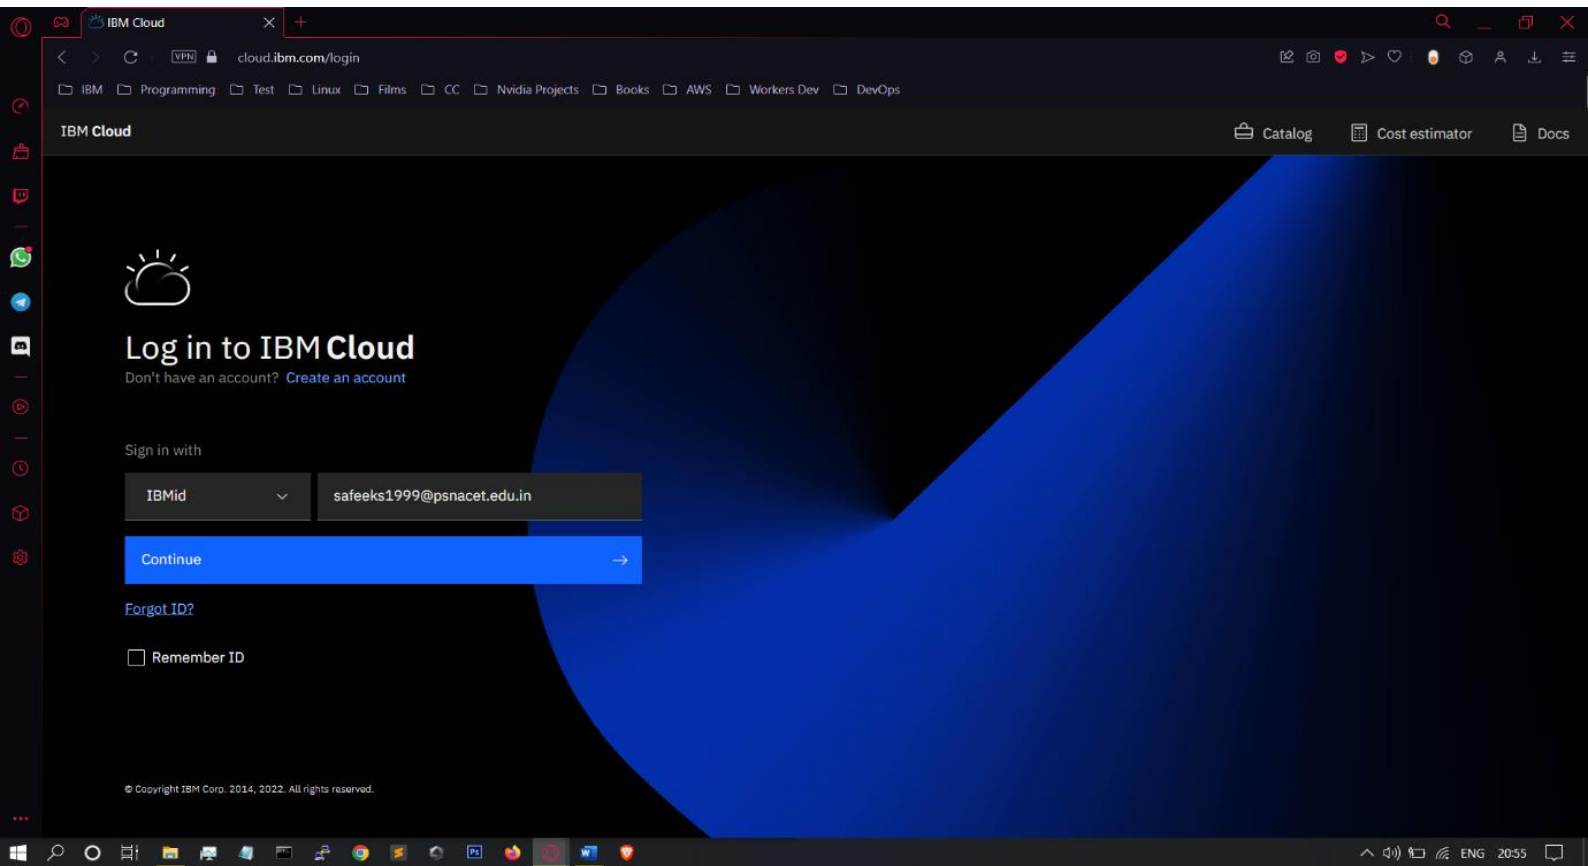 IBM Cloud
VPN cloud.ibm.com/login
IBM Programming Test Linux Films CC Nvidia Projects Books AWS Workers Dev DevOps
IBM Cloud Catalog Cost estimator Docs
Log in to IBM Cloud
Don't have an account? Create an account
Sign in with
IBMid safeeks1999@psnacet.edu.in
Continue
Forgot ID?
Remember ID
© Copyright IBM Corp. 2014, 2022. All rights reserved.
Ps ENG 20:55